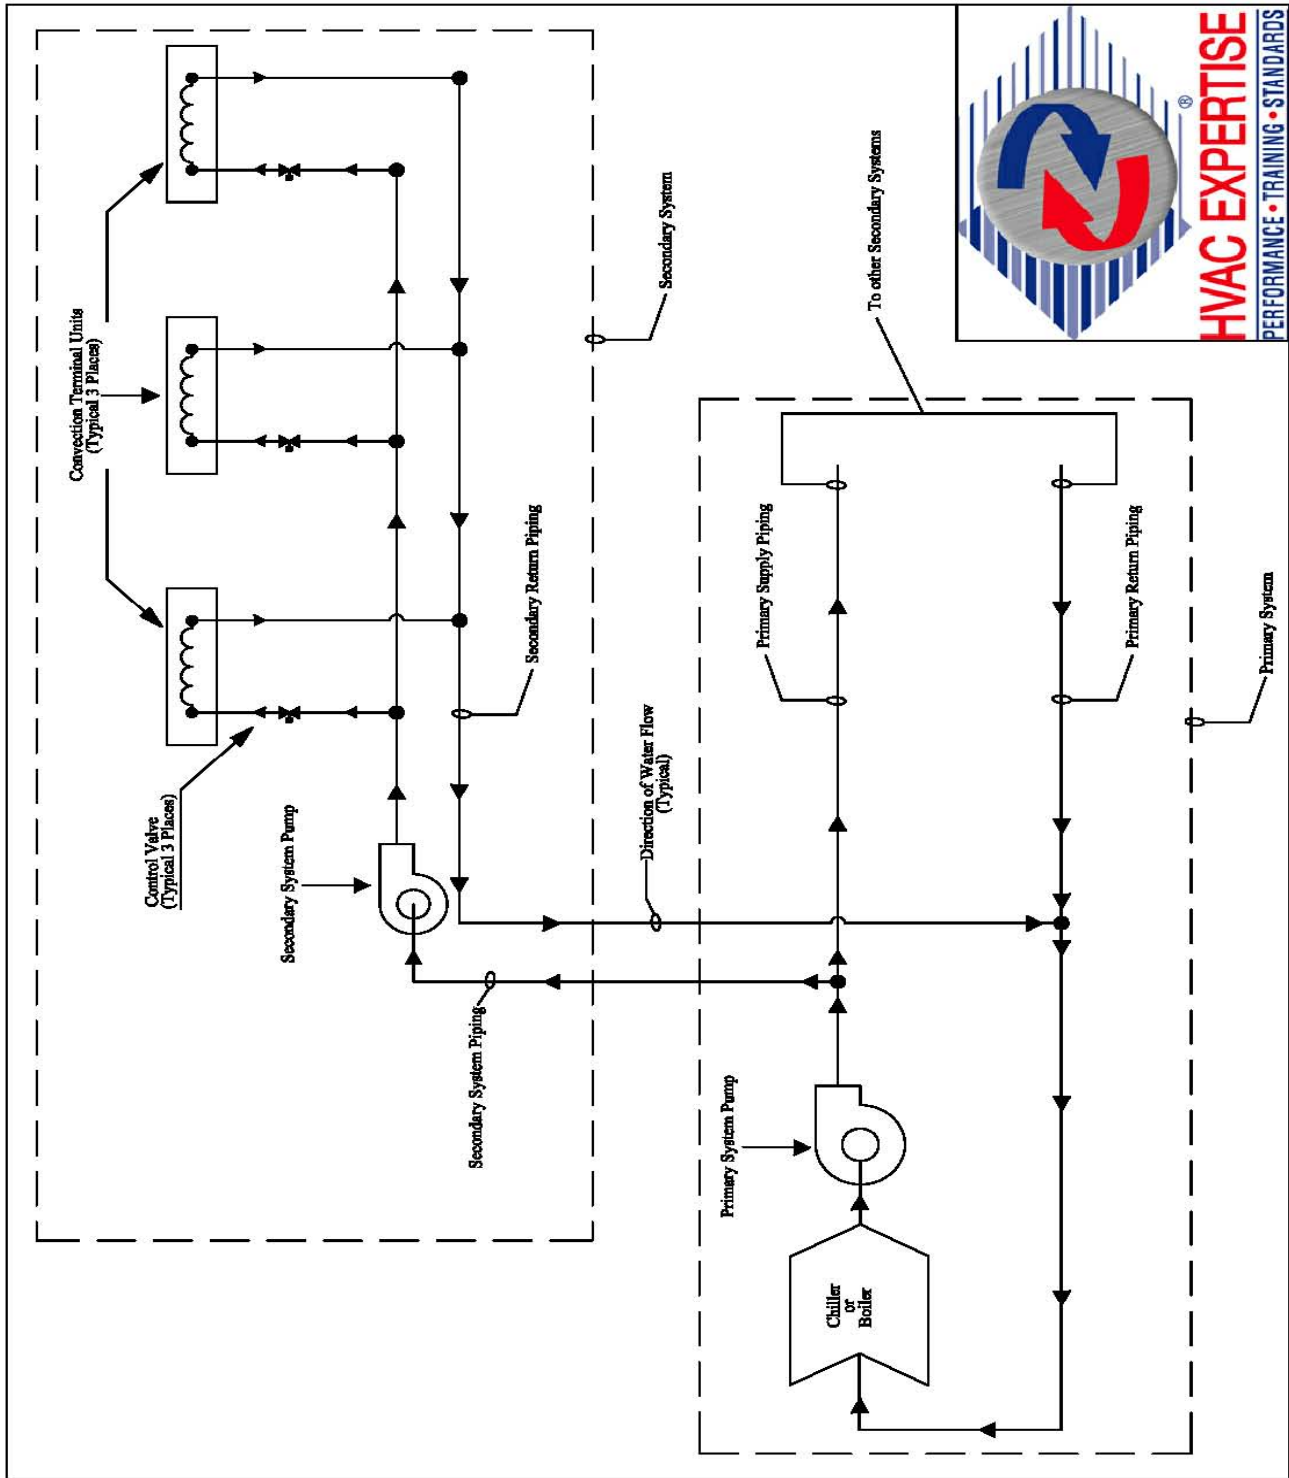 Convection Terminal Units
(Typical 3 Places)
Control Valve
(Typical 3 Places)
Secondary System Pump
Secondary Return Piping
Secondary System
Secondary System Piping
Direction of Water Flow
(Typical)
To other Secondary Systems
Primary System Pump
Primary Supply Piping
Chiller
or
Boiler
Primary Return Piping
Primary System
®
HVAC EXPERTISE
PERFORMANCE • TRAINING • STANDARDS